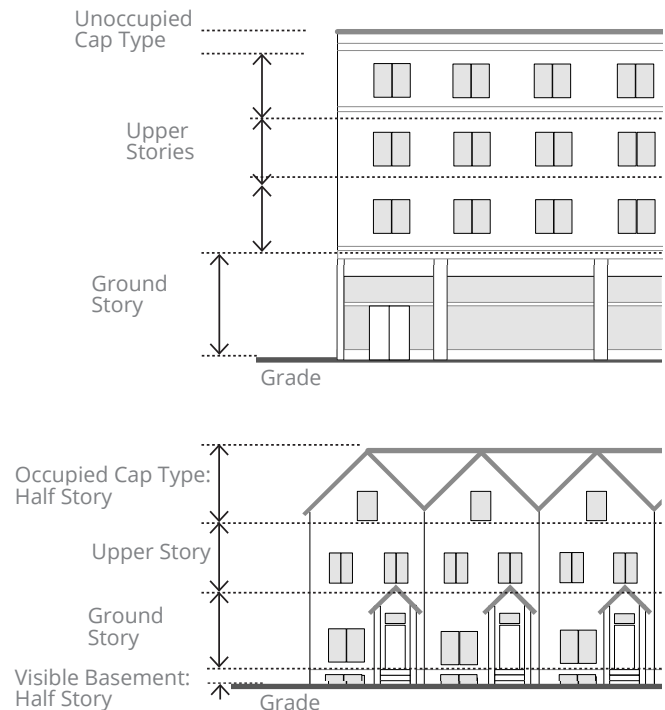 Unoccupied
Cap Type
Upper
Stories
Ground
Story
Grade
Occupied Cap Type:
Half Story
Upper Story
Ground
Story
Visible Basement:
Half Story
Grade